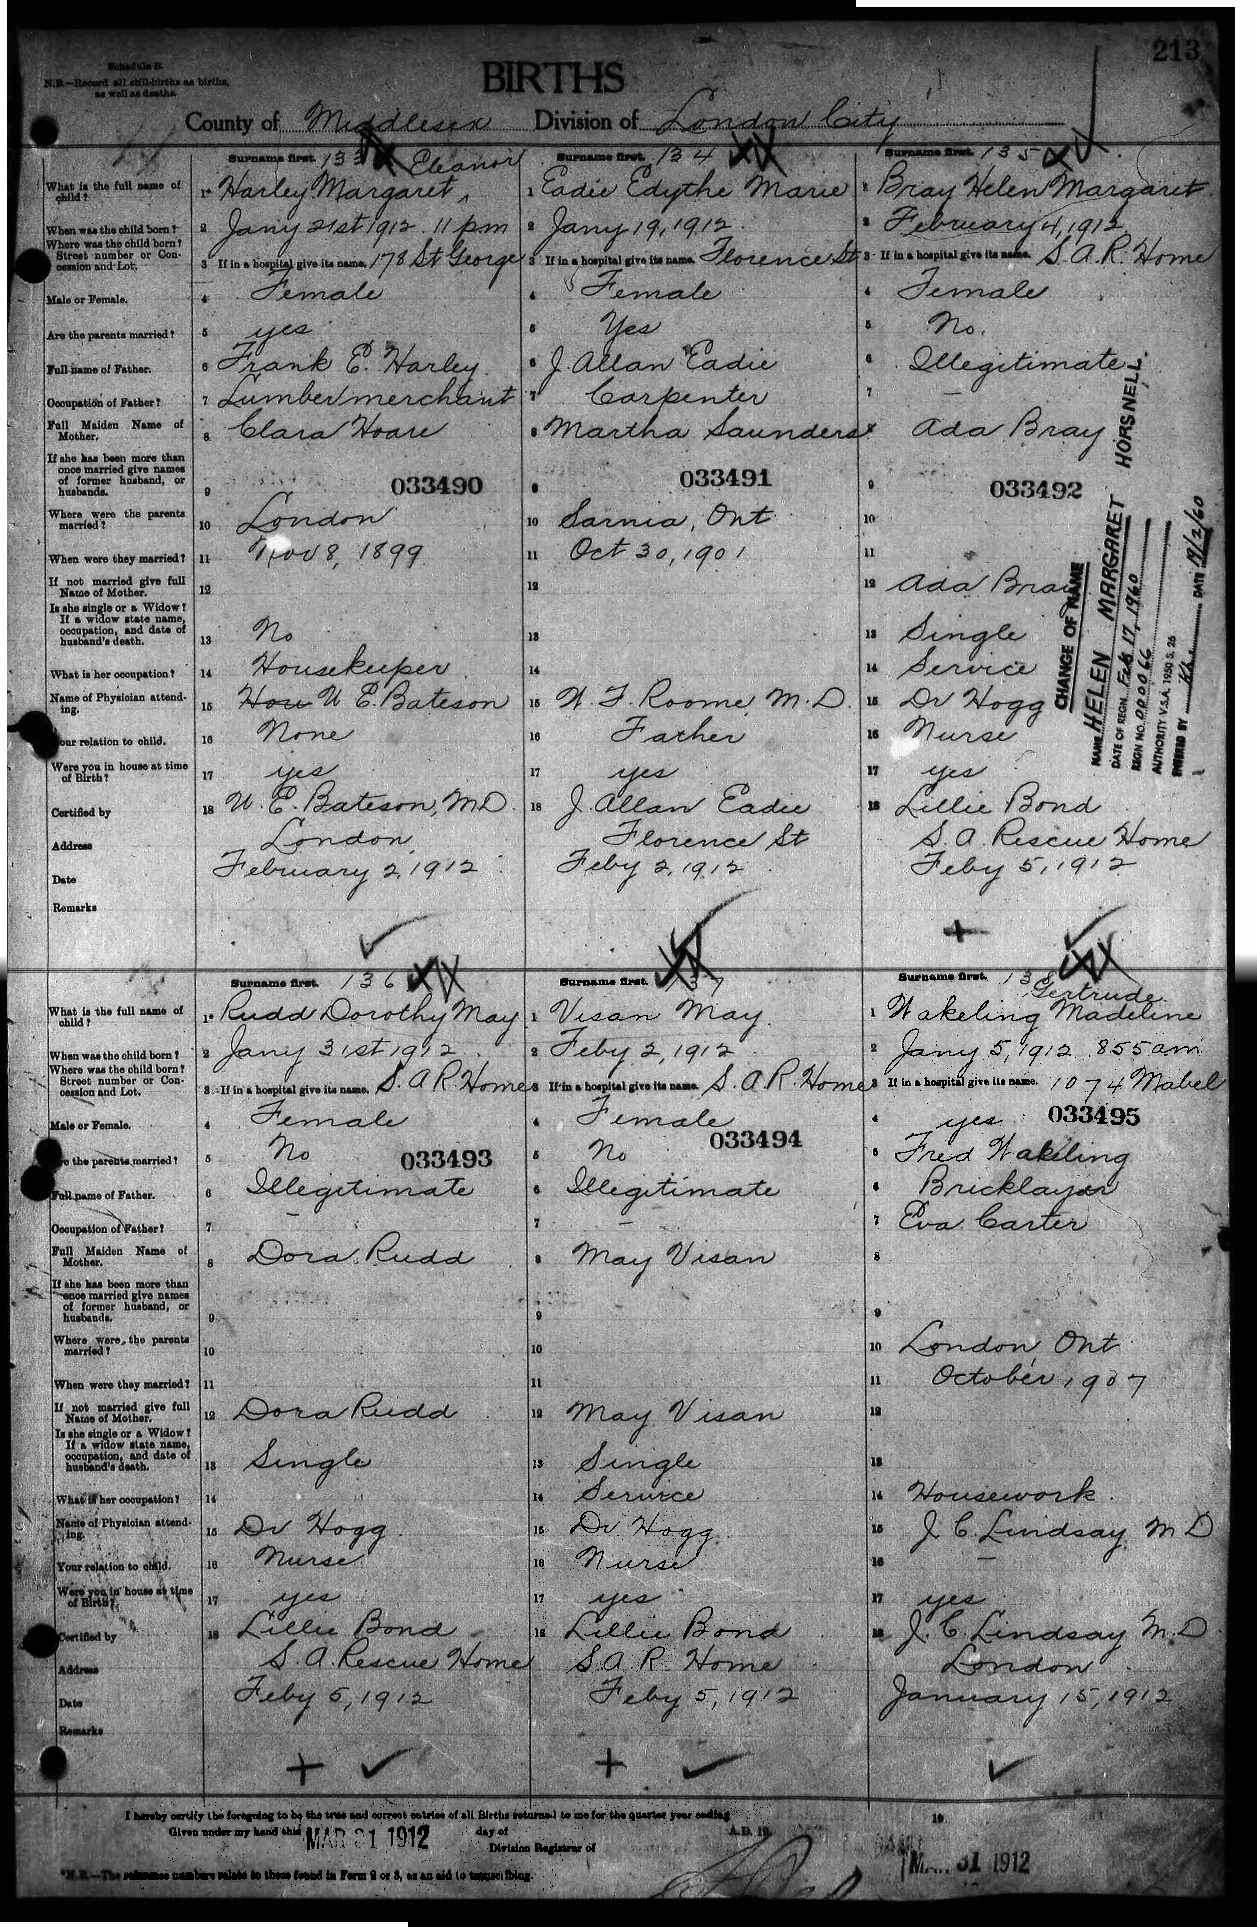 213
Schedule B.
N.B.—Record all still-births as births,
as well as deaths.
BIRTHS
County of Middlesex Division of London City
Surname first. 133 Eleanor
Surname first. 134
Surname first. 135
What is the full name of child? 1* Harley Margaret ^ 1 Eadie Edythe Marie 1 Bray Helen Margaret
When was the child born? 2 Jany 21st 1912 11 pm 2 Jany 19, 1912 2 February 4, 1912
Where was the child born? Street number or Concession and Lot. 3 If in a hospital give its name. 178 St George 3 If in a hospital give its name. Florence St 3 If in a hospital give its name. S. A. R. Home
Male or Female. 4 Female 4 Female 4 Female
Are the parents married? 5 yes 5 Yes 5 No.
Full name of Father. 6 Frank E. Harley 6 J. Allan Eadie 6 Illegitimate
Occupation of Father? 7 Lumber merchant 7 Carpenter 7 —
Full Maiden Name of Mother. 8 Clara Hoare 8 Martha Saunders 8 Ada Bray
If she has been more than once married give names of former husband, or husbands. 9 033490 9 033491 9 033492
Where were the parents married? 10 London 10 Sarnia, Ont 10
When were they married? 11 Nov 8, 1899 11 Oct 30, 1901 11
If not married give full Name of Mother. 12 12 12 Ada Bray
Is she single or a Widow? If a widow state name, occupation, and date of husband's death. 13 No 13 13 Single
What is her occupation? 14 Housekeeper 14 14 Service
Name of Physician attending. 15 W E. Bateson 15 W. F. Roome M.D. 15 Dr Hogg
Your relation to child. 16 None 16 Father 16 Nurse
Were you in house at time of Birth? 17 yes 17 yes 17 yes
Certified by 18 W. E. Bateson, M.D. 18 J. Allan Eadie 18 Lillie Bond
Address London Florence St S. A. Rescue Home
Date February 2, 1912 Feby 2, 1912 Feby 5, 1912
Remarks
CHANGE OF NAME
NAME HELEN MARGARET HORSNELL.
DATE OF REGN. Feb 17, 1960
REGN NO. 000066
AUTHORITY V.S.A. 1950 S. 26
ENTERED BY DATE 19/2/60
Surname first. 136
Surname first. 137
Surname first. 138
Gertrude
What is the full name of child? 1* Rudd Dorothy May 1 Visan May 1 Wakeling Madeline
When was the child born? 2 Jany 31st 1912 2 Feby 2, 1912 2 Jany 5, 1912 855 am
Where was the child born? Street number or Concession and Lot. 3 If in a hospital give its name. S. A R. Home 3 If in a hospital give its name. S. A R. Home 3 If in a hospital give its name. 1074 Mabel
Male or Female. 4 Female 4 Female 4 yes 033495
Are the parents married? 5 No 033493 5 No 033494 5 Fred Wakeling
Full name of Father. 6 Illegitimate 6 Illegitimate 6 Bricklayer
Occupation of Father? 7 — 7 — 7 Eva Carter
Full Maiden Name of Mother. 8 Dora Rudd 8 May Visan 8
If she has been more than once married give names of former husband, or husbands. 9 9 9
Where were the parents married? 10 10 10 London, Ont
When were they married? 11 11 11 October, 1907
If not married give full Name of Mother. 12 Dora Rudd 12 May Visan 12
Is she single or a Widow? If a widow state name, occupation, and date of husband's death. 13 Single 13 Single 13
What is her occupation? 14 14 Service 14 Housework
Name of Physician attending. 15 Dr Hogg 15 Dr Hogg 15 J. C. Lindsay M D
Your relation to child. 16 Nurse 16 Nurse 16 —
Were you in house at time of Birth? 17 yes 17 yes 17 yes
Certified by 18 Lillie Bond 18 Lillie Bond 18 J. C. Lindsay M. D
Address S. A. Rescue Home S. A. R. Home London
Date Feby 5, 1912 Feby 5, 1912 January 15, 1912
Remarks
I hereby certify the foregoing to be the true and correct entries of all Births returned to me for the quarter year ending 19
Given under my hand this MAR 31 1912 day of A.D. 19
Division Registrar of
MAR 31 1912
*N.B.—The reference numbers relate to those found in Form 2 or 3, as an aid to transcribing.